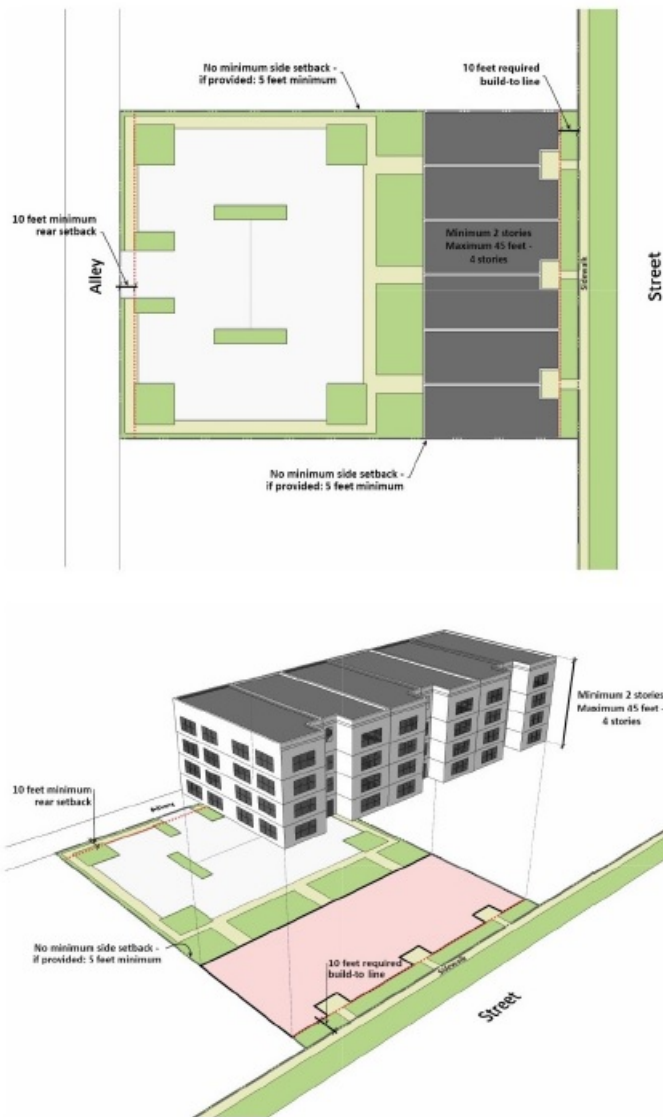 No minimum side setback -
if provided: 5 feet minimum
10 feet required
build-to line
10 feet minimum
rear setback
Alley
Minimum 2 stories
Maximum 45 feet -
4 stories
Sidewalk
Street
No minimum side setback -
if provided: 5 feet minimum
Minimum 2 stories
Maximum 45 feet -
4 stories
10 feet minimum
rear setback
No minimum side setback -
if provided: 5 feet minimum
10 feet required
build-to line
Sidewalk
Street